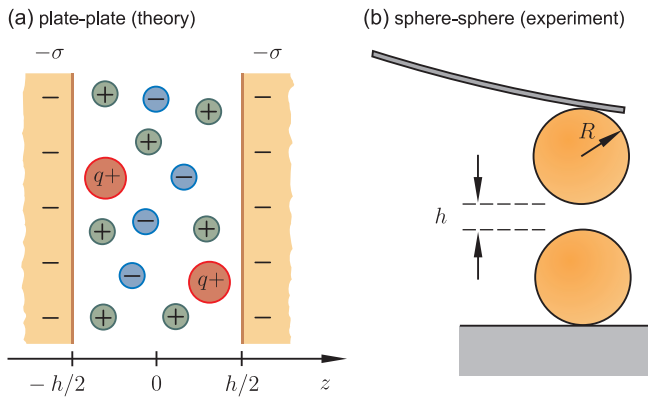 (a) plate-plate (theory)
−σ −σ
− + − +
− + −
q+ −
− + − + −
− q+
− + + −
− h/2 0 h/2 z
(b) sphere-sphere (experiment)
R
h